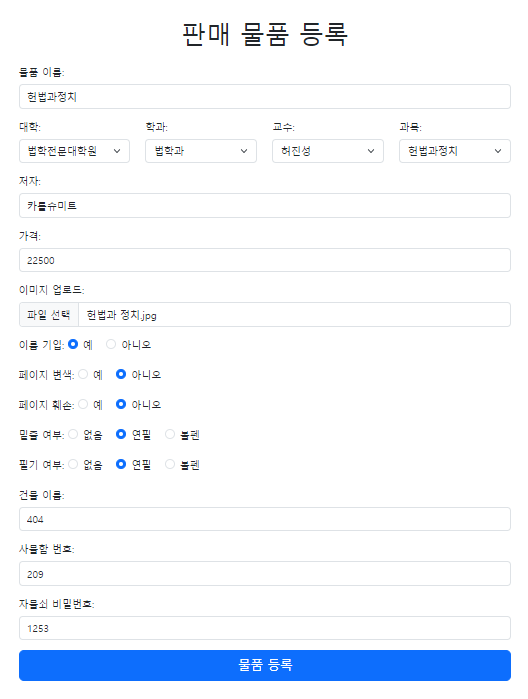 판매 물품 등록
물품 이름:
헌법과정치
대학: 학과: 교수: 과목:
법학전문대학원 법학과 허진성 헌법과정치
저자:
카를슈미트
가격:
22500
이미지 업로드:
파일 선택 헌법과 정치.jpg
이름 기입: 예 아니오
페이지 변색: 예 아니오
페이지 훼손: 예 아니오
밑줄 여부: 없음 연필 볼펜
필기 여부: 없음 연필 볼펜
건물 이름:
404
사물함 번호:
209
자물쇠 비밀번호:
1253
물품 등록